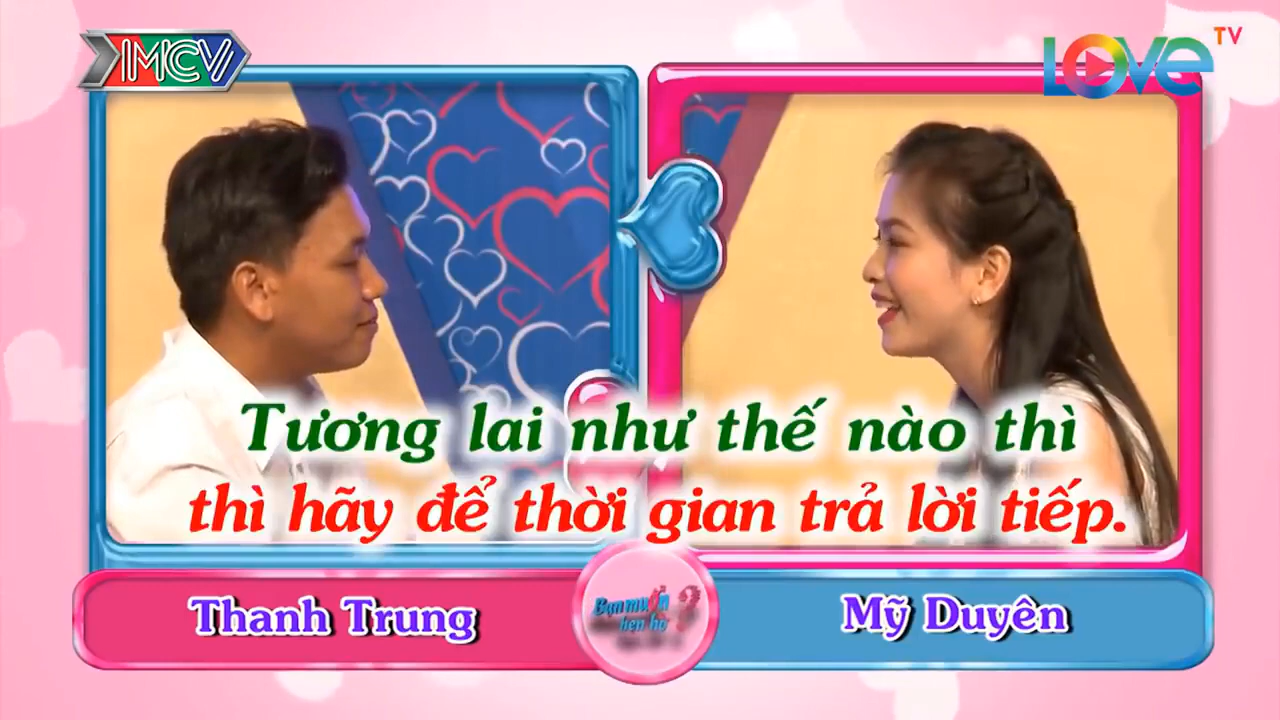 MCV
LOVE TV
Tương lai như thế nào thì
thì hãy để thời gian trả lời tiếp.
Thanh Trung
Bạn muốn
hẹn hò ?
Mỹ Duyên